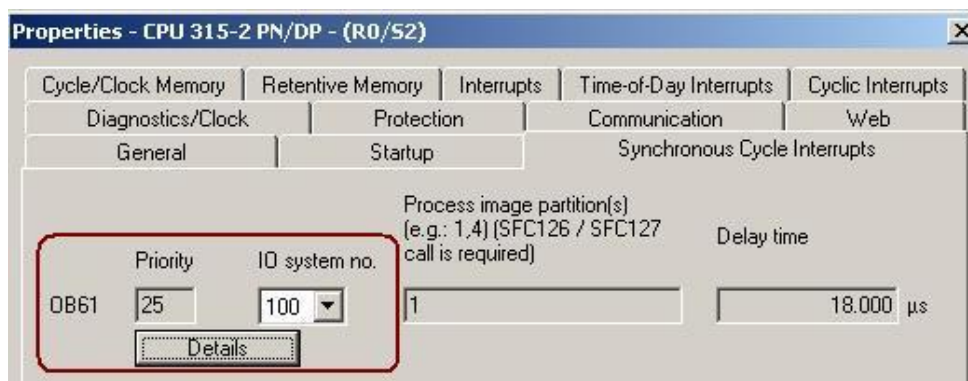 Properties - CPU 315-2 PN/DP - (R0/S2)
Cycle/Clock Memory Retentive Memory Interrupts Time-of-Day Interrupts Cyclic Interrupts
Diagnostics/Clock Protection Communication Web
General Startup Synchronous Cycle Interrupts
Process image partition(s)
(e.g.: 1,4) (SFC126 / SFC127
call is required)
Delay time
Priority IO system no.
OB61 25 100 1 18.000 µs
Details